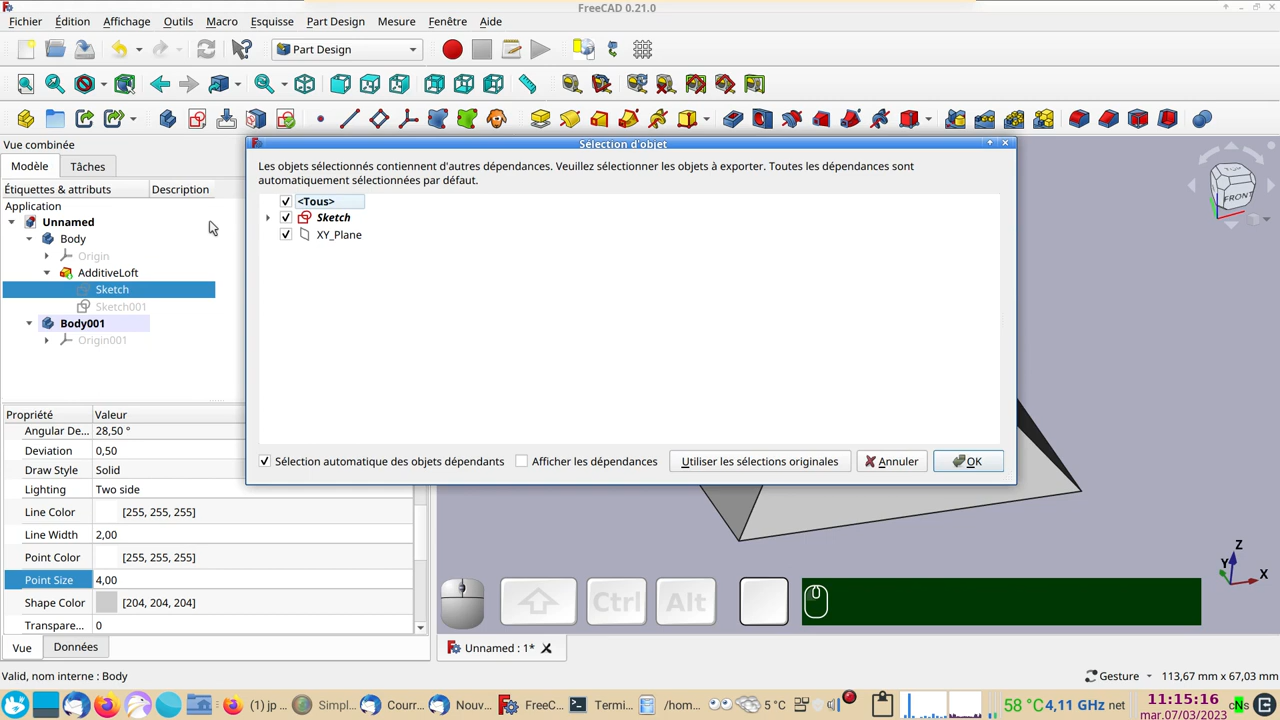 FreeCAD 0.21.0
Fichier Édition Affichage Outils Macro Esquisse Part Design Mesure Fenêtre Aide
Part Design
Vue combinée
Sélection d'objet
Modèle Tâches
Les objets sélectionnés contiennent d'autres dépendances. Veuillez sélectionner les objets à exporter. Toutes les dépendances sont
automatiquement sélectionnées par défaut.
Étiquettes & attributs Description
<Tous>
Application
Sketch
Unnamed
XY_Plane
Body
Origin
AdditiveLoft
Sketch
Sketch001
Body001
Origin001
FRONT
Propriété Valeur
Angular De... 28,50 °
Deviation 0,50
Sélection automatique des objets dépendants Afficher les dépendances Utiliser les sélections originales Annuler OK
Draw Style Solid
Lighting Two side
Line Color [255, 255, 255]
Line Width 2,00
Point Color [255, 255, 255]
Point Size 4,00
Shape Color [204, 204, 204]
Transpare... 0
Z
Y X
Ctrl Alt
Vue Données
Unnamed : 1*
Valid, nom interne : Body
Gesture 113,67 mm x 67,03 mm
(1) jp ... Simpl... Courr... Nouv... FreeC... Termi... /hom... 5 °C 58 °C 4,11 GHz net 11:15:16 cNs
mar.07/03/2023